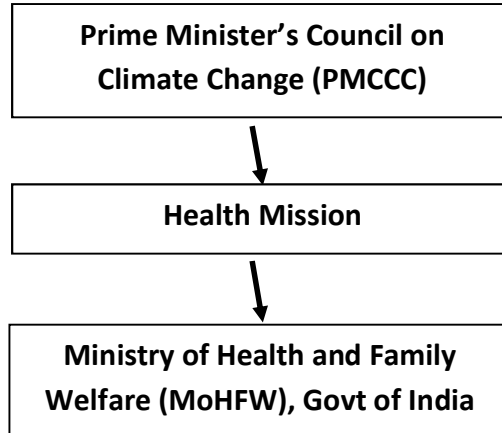 Prime Minister’s Council on
Climate Change (PMCCC)
Health Mission
Ministry of Health and Family
Welfare (MoHFW), Govt of India